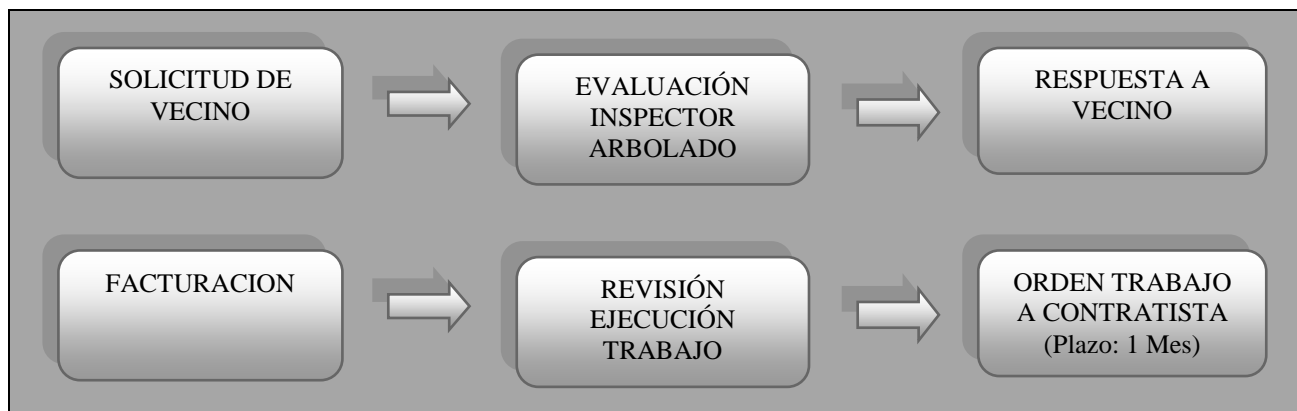 SOLICITUD DE
VECINO
EVALUACIÓN
INSPECTOR
ARBOLADO
RESPUESTA A
VECINO
FACTURACION
REVISIÓN
EJECUCIÓN
TRABAJO
ORDEN TRABAJO
A CONTRATISTA
(Plazo: 1 Mes)